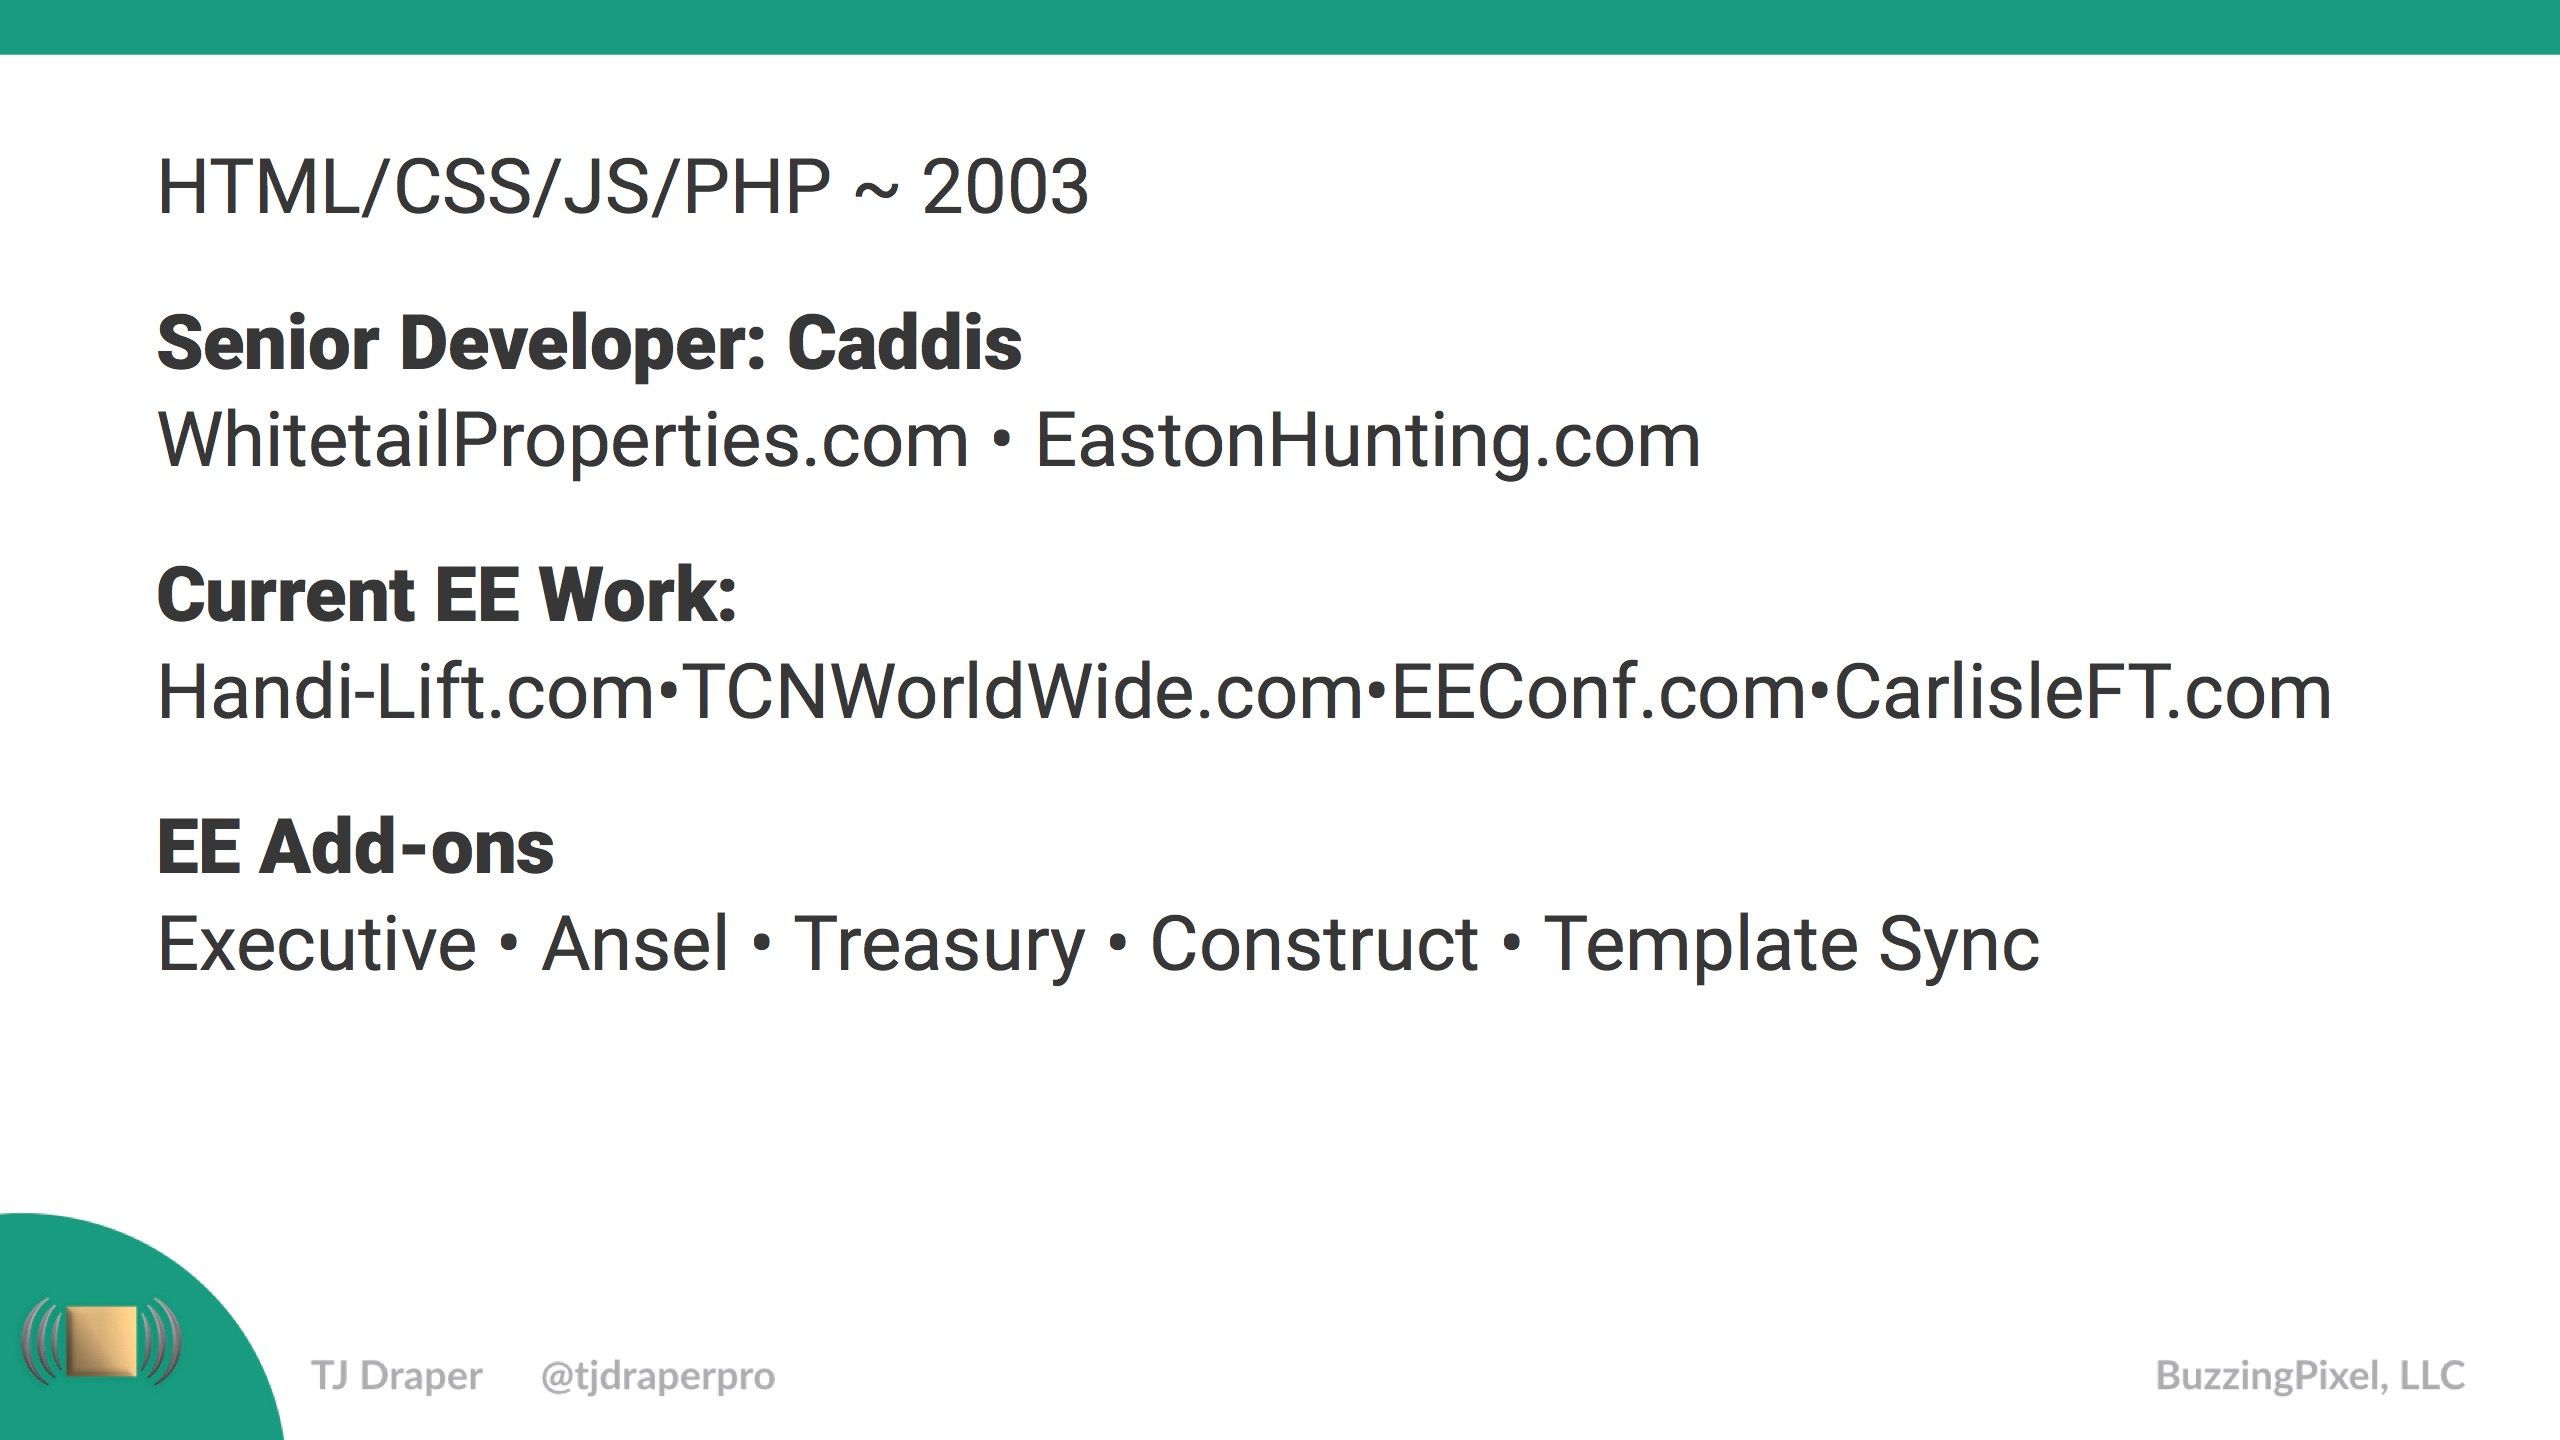 HTML/CSS/JS/PHP ~ 2003
Senior Developer: Caddis
WhitetailProperties.com • EastonHunting.com
Current EE Work:
Handi-Lift.com•TCNWorldWide.com•EEConf.com•CarlisleFT.com
EE Add-ons
Executive • Ansel • Treasury • Construct • Template Sync
TJ Draper @tjdraperpro BuzzingPixel, LLC